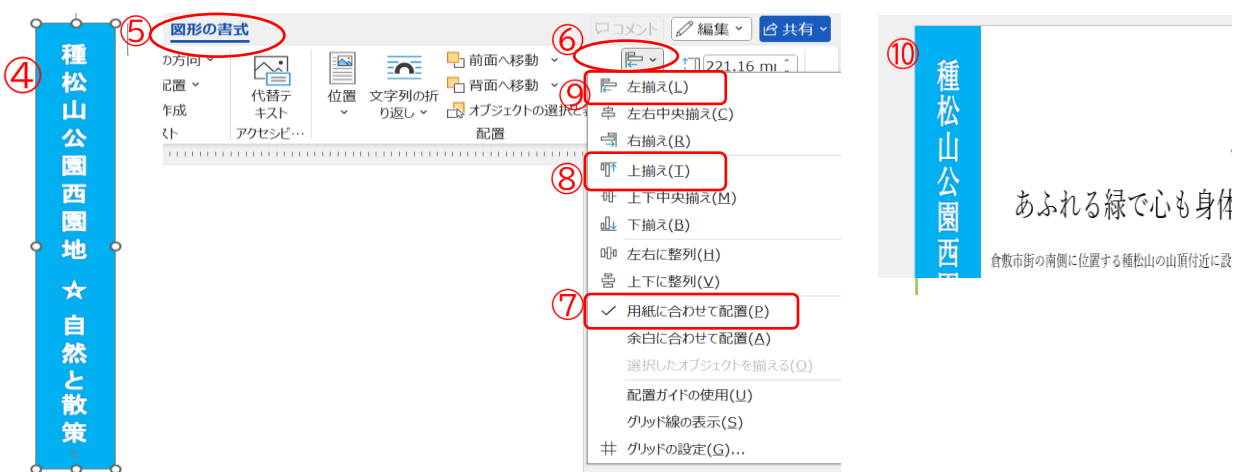 ④
種松山公園西園地 ☆ 自然と散策
⑤
図形の書式
コメント
編集
共有
⑥
の方向
配置
作成
代替テキスト
アクセシビ…
位置
文字列の折り返し
前面へ移動
背面へ移動
オブジェクトの選択と
配置
221.16 mm
⑨
左揃え(L)
左右中央揃え(C)
右揃え(R)
⑧
上揃え(T)
上下中央揃え(M)
下揃え(B)
左右に整列(H)
上下に整列(V)
⑦
用紙に合わせて配置(P)
余白に合わせて配置(A)
選択したオブジェクトを揃える(O)
配置ガイドの使用(U)
グリッド線の表示(S)
グリッドの設定(G)...
⑩
種松山公園西
あふれる緑で心も身体
倉敷市街の南側に位置する種松山の山頂付近に設